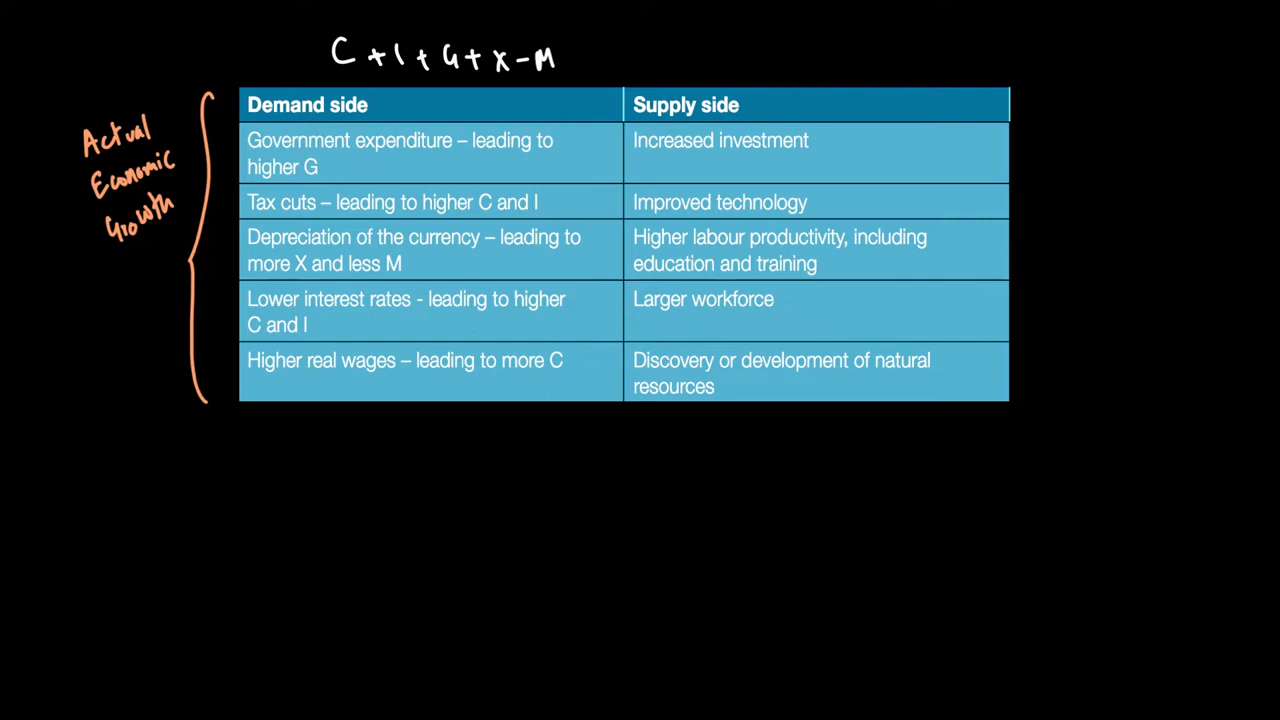 C + I + G + X - M
Actual
Economic
Growth
Demand side
Supply side
Government expenditure – leading to
higher G
Increased investment
Tax cuts – leading to higher C and I
Improved technology
Depreciation of the currency – leading to
more X and less M
Higher labour productivity, including
education and training
Lower interest rates - leading to higher
C and I
Larger workforce
Higher real wages – leading to more C
Discovery or development of natural
resources